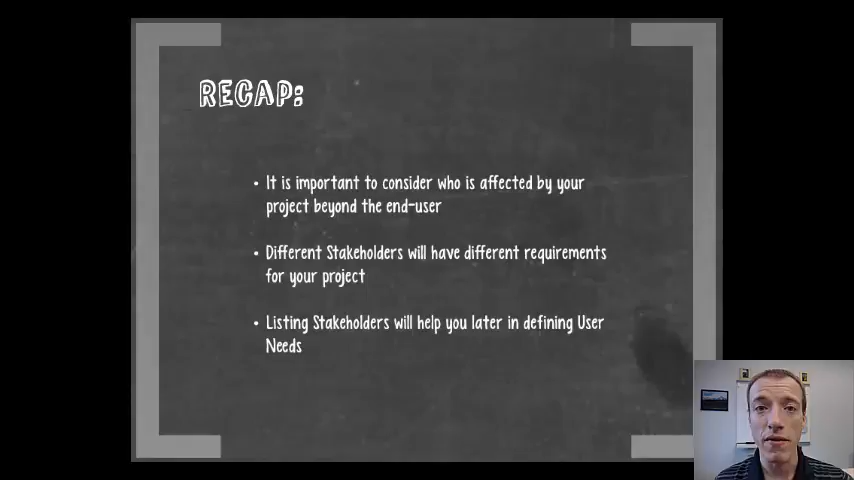 RECAP:
• It is important to consider who is affected by your
project beyond the end-user
• Different Stakeholders will have different requirements
for your project
• Listing Stakeholders will help you later in defining User
Needs